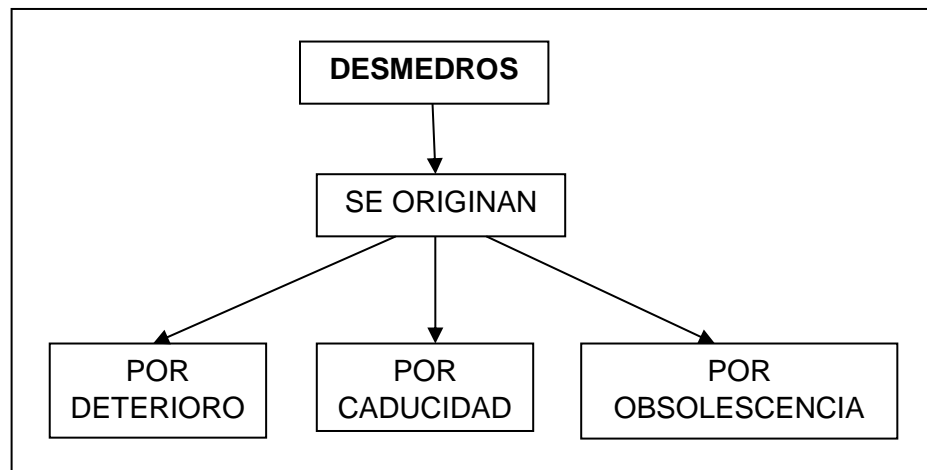 DESMEDROS
SE ORIGINAN
POR
DETERIORO
POR
CADUCIDAD
POR
OBSOLESCENCIA